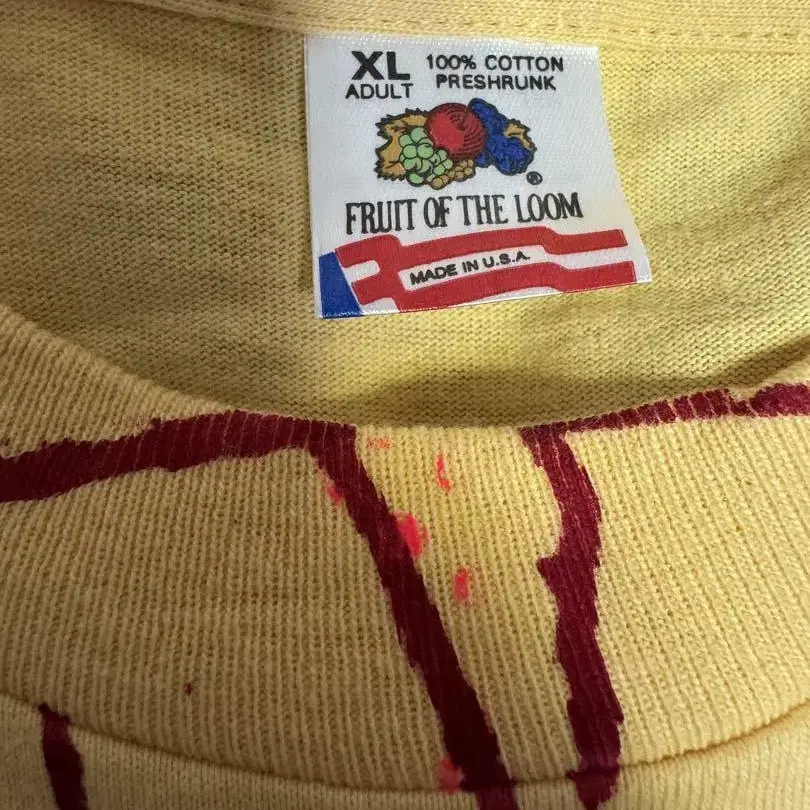 XL 100% COTTON
ADULT PRESHRUNK
®
FRUIT OF THE LOOM
MADE IN U.S.A.